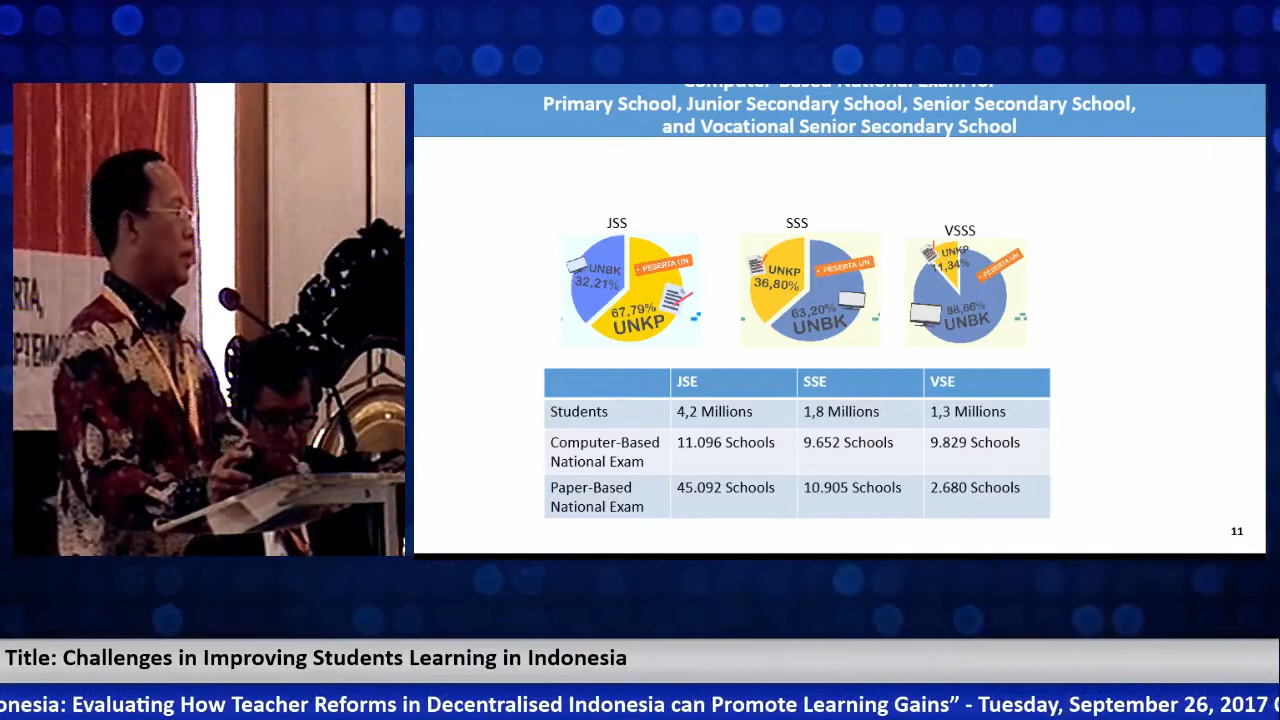 Computer-Based National Exam for
Primary School, Junior Secondary School, Senior Secondary School,
and Vocational Senior Secondary School
JSS
SSS
VSSS
UNBK
32,21%
PESERTA UN
67,79%
UNKP
UNKP
36,80%
PESERTA UN
63,20%
UNBK
UNKP
11,34%
PESERTA UN
88,66%
UNBK
JSE SSE VSE
Students 4,2 Millions 1,8 Millions 1,3 Millions
Computer-Based
National Exam 11.096 Schools 9.652 Schools 9.829 Schools
Paper-Based
National Exam 45.092 Schools 10.905 Schools 2.680 Schools
11
Title: Challenges in Improving Students Learning in Indonesia
onesia: Evaluating How Teacher Reforms in Decentralised Indonesia can Promote Learning Gains” - Tuesday, September 26, 2017